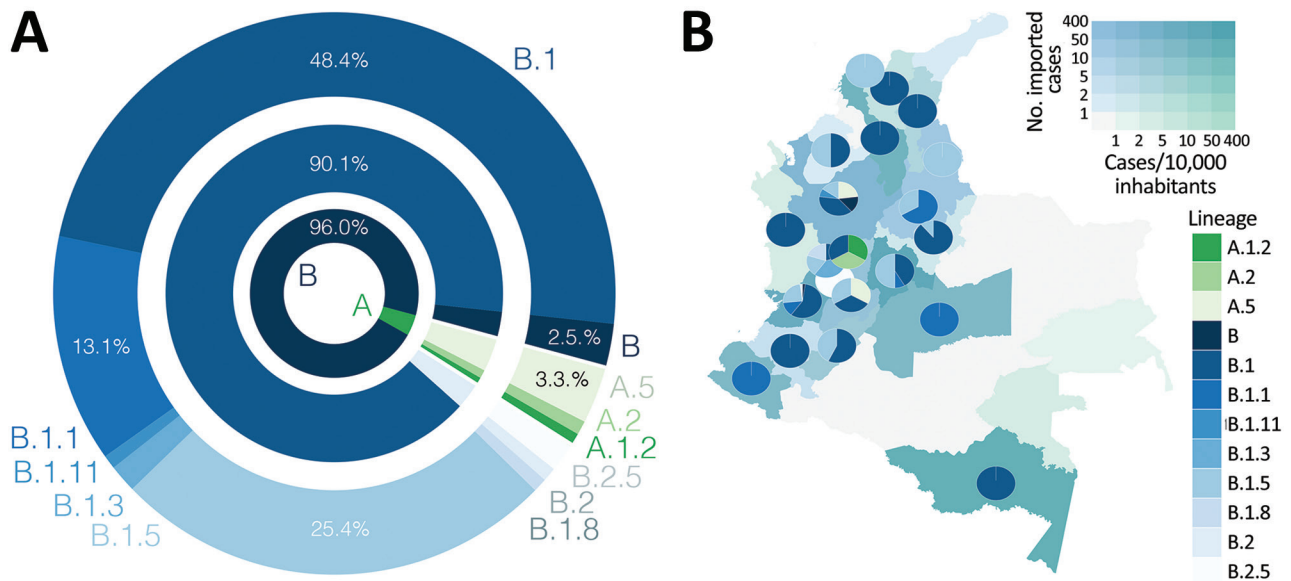 A
B
48.4%
B.1
90.1%
96.0%
B
A
13.1%
2.5.%
B
3.3.%
A.5
A.2
A.1.2
B.2.5
B.2
B.1.8
25.4%
B.1.1
B.1.11
B.1.3
B.1.5
No. imported
cases
400
50
10
5
2
1
1 2 5 10 50 400
Cases/10,000
inhabitants
Lineage
A.1.2
A.2
A.5
B
B.1
B.1.1
B.1.11
B.1.3
B.1.5
B.1.8
B.2
B.2.5